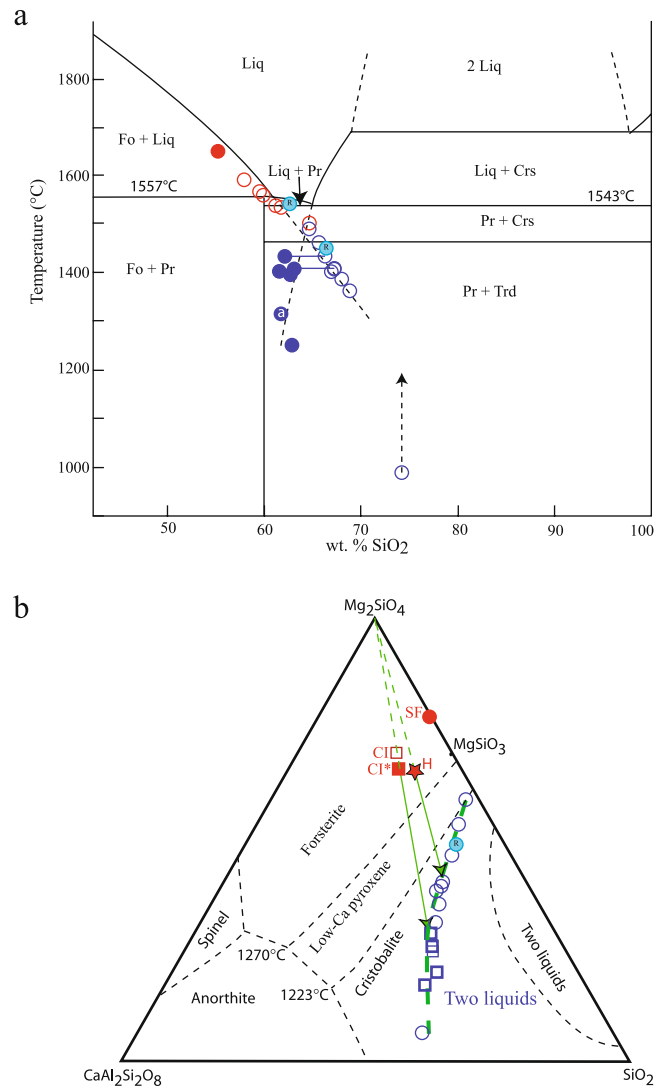 a
1800
Liq
2 Liq
Fo + Liq
1600
1557°C
Liq + Pr
R
Liq + Crs
1543°C
Pr + Crs
R
1400
Temperature (°C)
Fo + Pr
a
Pr + Trd
1200
1000
50
60
70
80
90
100
wt. % SiO2
b
Mg2SiO4
SF
CI
CI*
H
MgSiO3
Forsterite
R
Low-Ca pyroxene
Spinel
Cristobalite
Two liquids
1270°C
Anorthite
1223°C
Two liquids
CaAl2Si2O8
SiO2